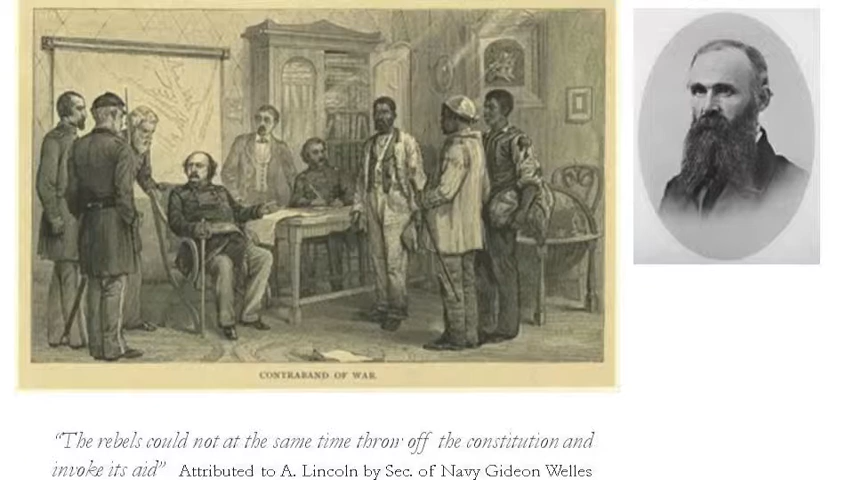 CONTRABAND OF WAR.
“The rebels could not at the same time throw off the constitution and
invoke its aid” Attributed to A. Lincoln by Sec. of Navy Gideon Welles